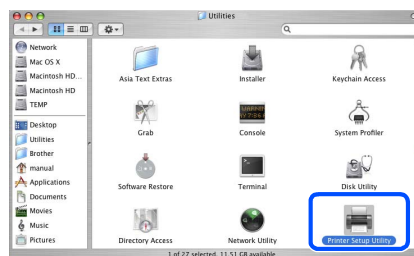 Utilities
Network
Mac OS X
Macintosh HD...
Macintosh HD
TEMP
Desktop
Utilities
Brother
manual
Applications
Documents
Movies
Music
Pictures
Asia Text Extras
Installer
Keychain Access
Grab
Console
System Profiler
Software Restore
Terminal
Disk Utility
Directory Access
Network Utility
Printer Setup Utility
1 of 27 selected, 11.51 GB available